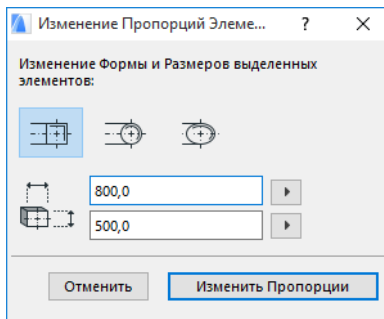 Изменение Пропорций Элеме... ?
Изменение Формы и Размеров выделенных
элементов:
800,0
500,0
Отменить Изменить Пропорции